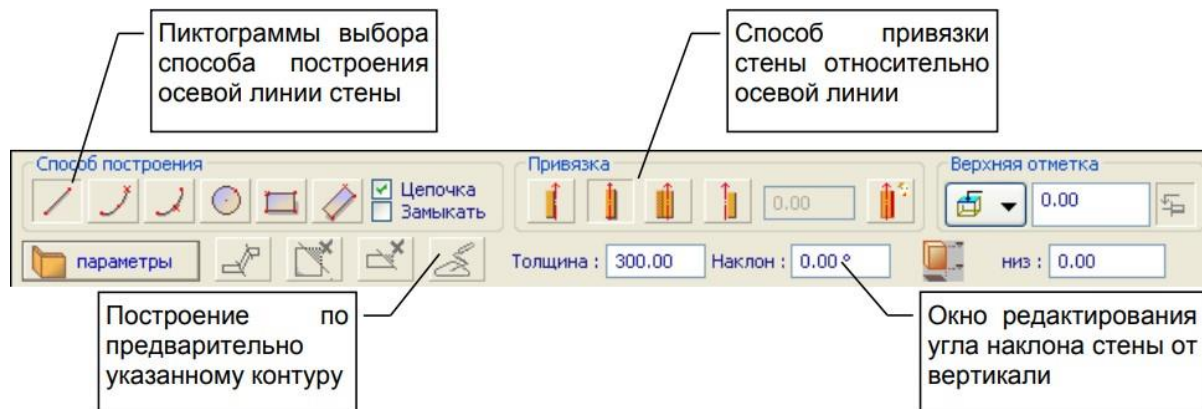 Пиктограммы выбора
способа построения
осевой линии стены
Способ привязки
стены относительно
осевой линии
Способ построения
Привязка
Верхняя отметка
Цепочка
Замыкать
0.00
0.00
параметры
Толщина : 300.00
Наклон : 0.00 °
низ : 0.00
Построение по
предварительно
указанному контуру
Окно редактирования
угла наклона стены от
вертикали